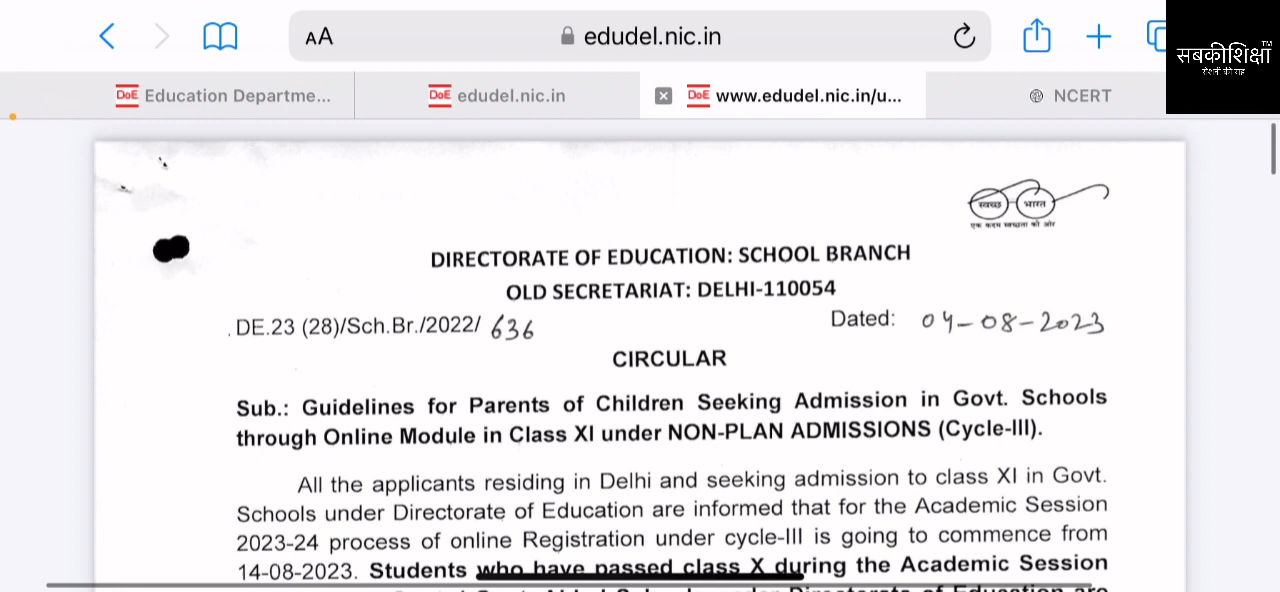 AA edudel.nic.in
सबकीशिक्षा™
रोशनी की राह
DoE Education Departme...
DoE edudel.nic.in
DoE www.edudel.nic.in/u...
NCERT
स्वच्छ भारत
एक कदम स्वच्छता की ओर
DIRECTORATE OF EDUCATION: SCHOOL BRANCH
OLD SECRETARIAT: DELHI-110054
.DE.23 (28)/Sch.Br./2022/ 636
Dated: 04-08-2023
CIRCULAR
Sub.: Guidelines for Parents of Children Seeking Admission in Govt. Schools
through Online Module in Class XI under NON-PLAN ADMISSIONS (Cycle-III).
All the applicants residing in Delhi and seeking admission to class XI in Govt.
Schools under Directorate of Education are informed that for the Academic Session
2023-24 process of online Registration under cycle-III is going to commence from
14-08-2023. Students who have passed class X during the Academic Session